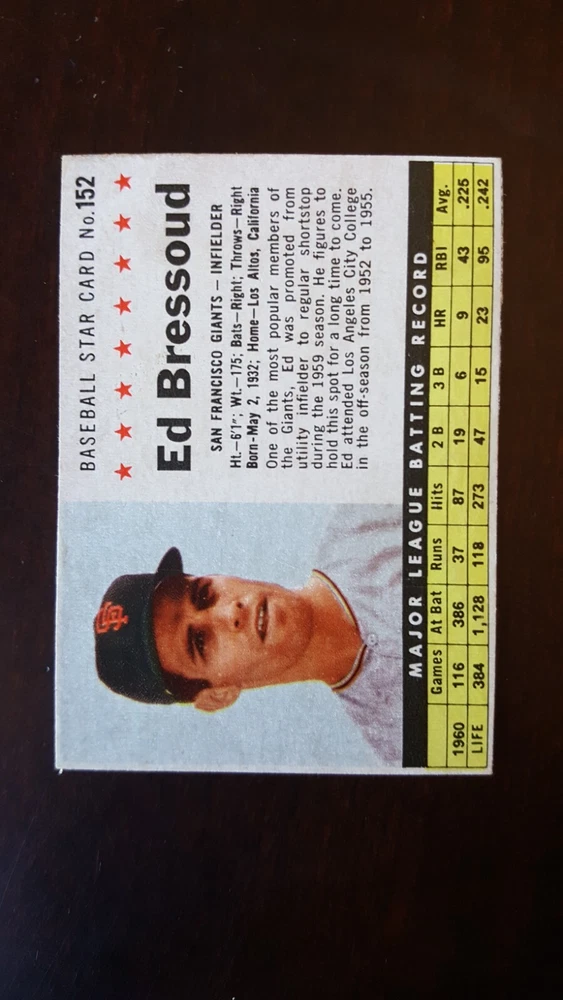 BASEBALL STAR CARD No. 152
★ ★ ★ ★ ★ ★ ★ ★
Ed Bressoud
SAN FRANCISCO GIANTS — INFIELDER
Ht.—6'1"; Wt.—175; Bats—Right; Throws—Right
Born-May 2, 1932; Home—Los Altos, California
One of the most popular members of
the Giants, Ed was promoted from
utility infielder to regular shortstop
during the 1959 season. He figures to
hold this spot for a long time to come.
Ed attended Los Angeles City College
in the off-season from 1952 to 1955.
SF
MAJOR LEAGUE BATTING RECORD
Games At Bat Runs Hits 2 B 3 B HR RBI Avg.
1960 116 386 37 87 19 6 9 43 .225
LIFE 384 1,128 118 273 47 15 23 95 .242